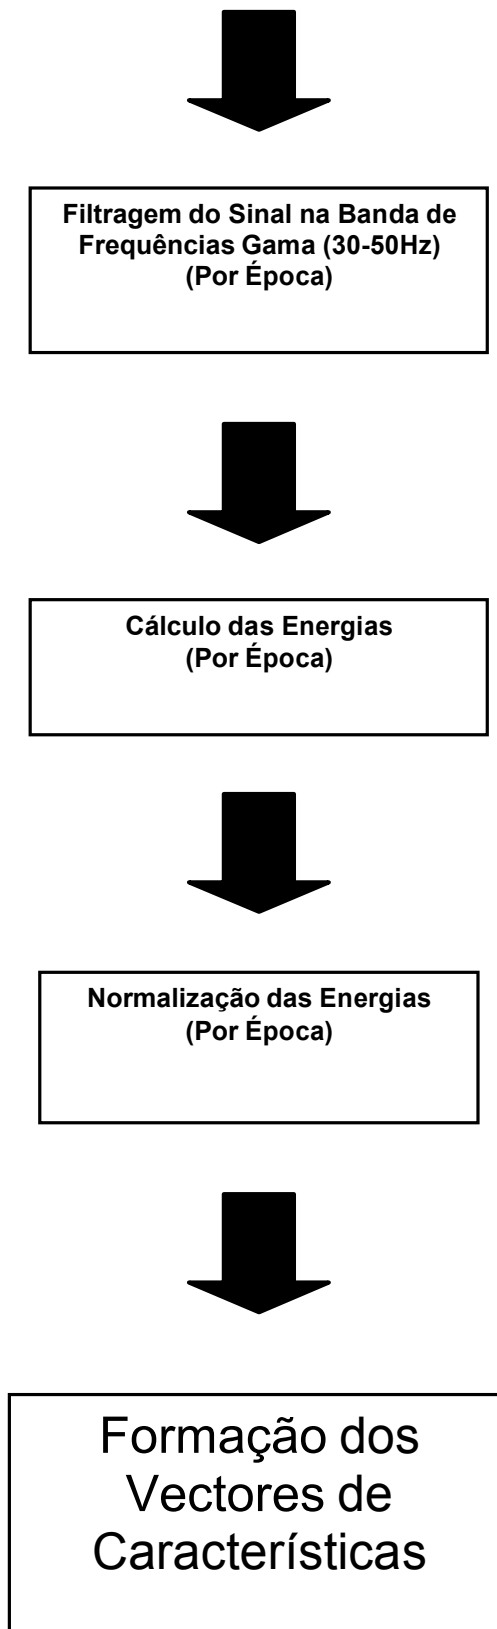 Filtragem do Sinal na Banda de
Frequências Gama (30-50Hz)
(Por Época)
Cálculo das Energias
(Por Época)
Normalização das Energias
(Por Época)
Formação dos
Vectores de
Características